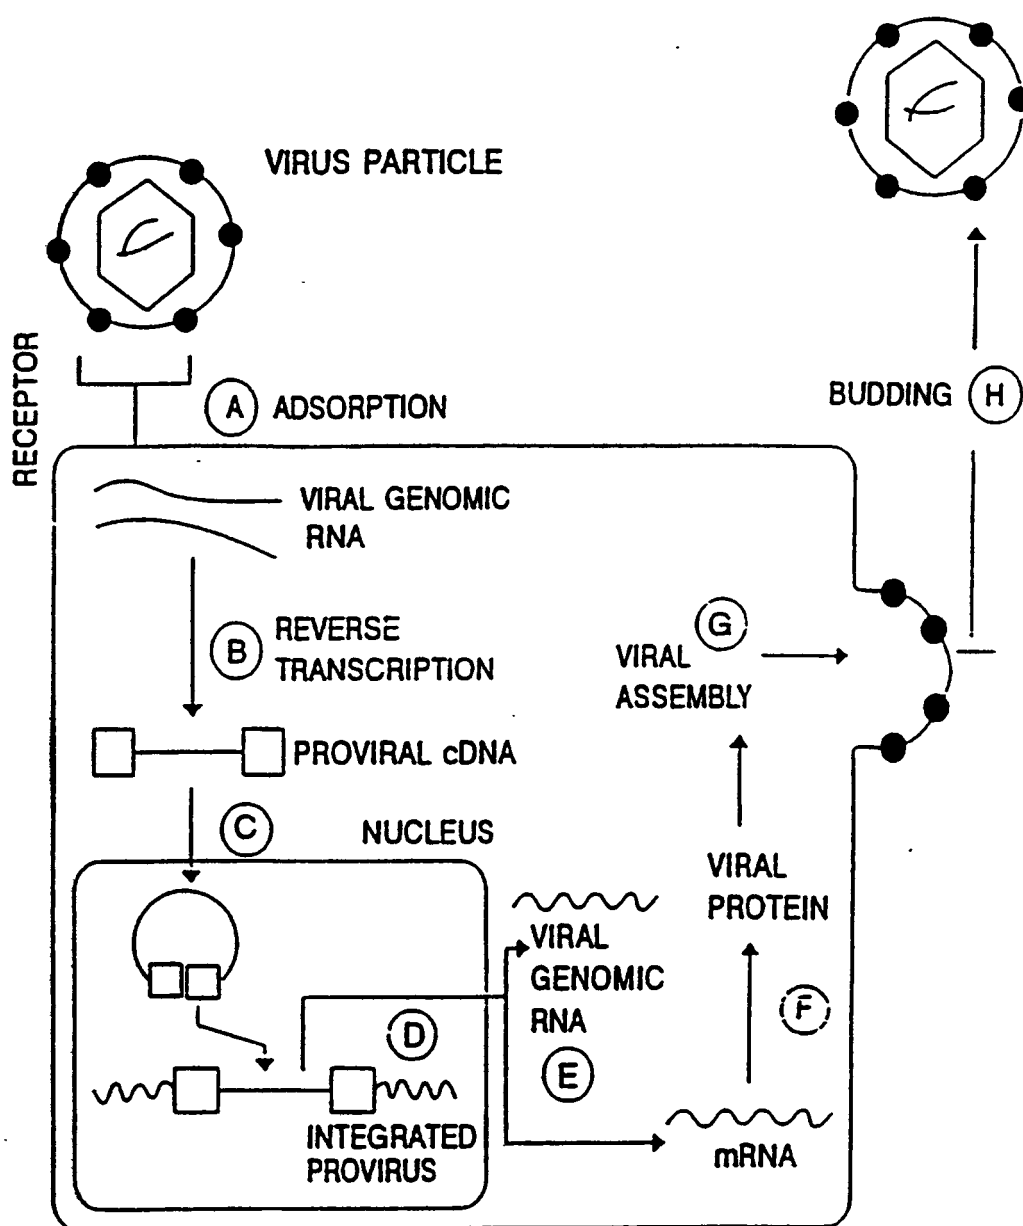 VIRUS PARTICLE
RECEPTOR
A ADSORPTION
BUDDING H
VIRAL GENOMIC
RNA
B REVERSE
TRANSCRIPTION
G
VIRAL
ASSEMBLY
PROVIRAL cDNA
C
NUCLEUS
VIRAL
PROTEIN
VIRAL
GENOMIC
RNA
D
E
F
INTEGRATED
PROVIRUS
mRNA